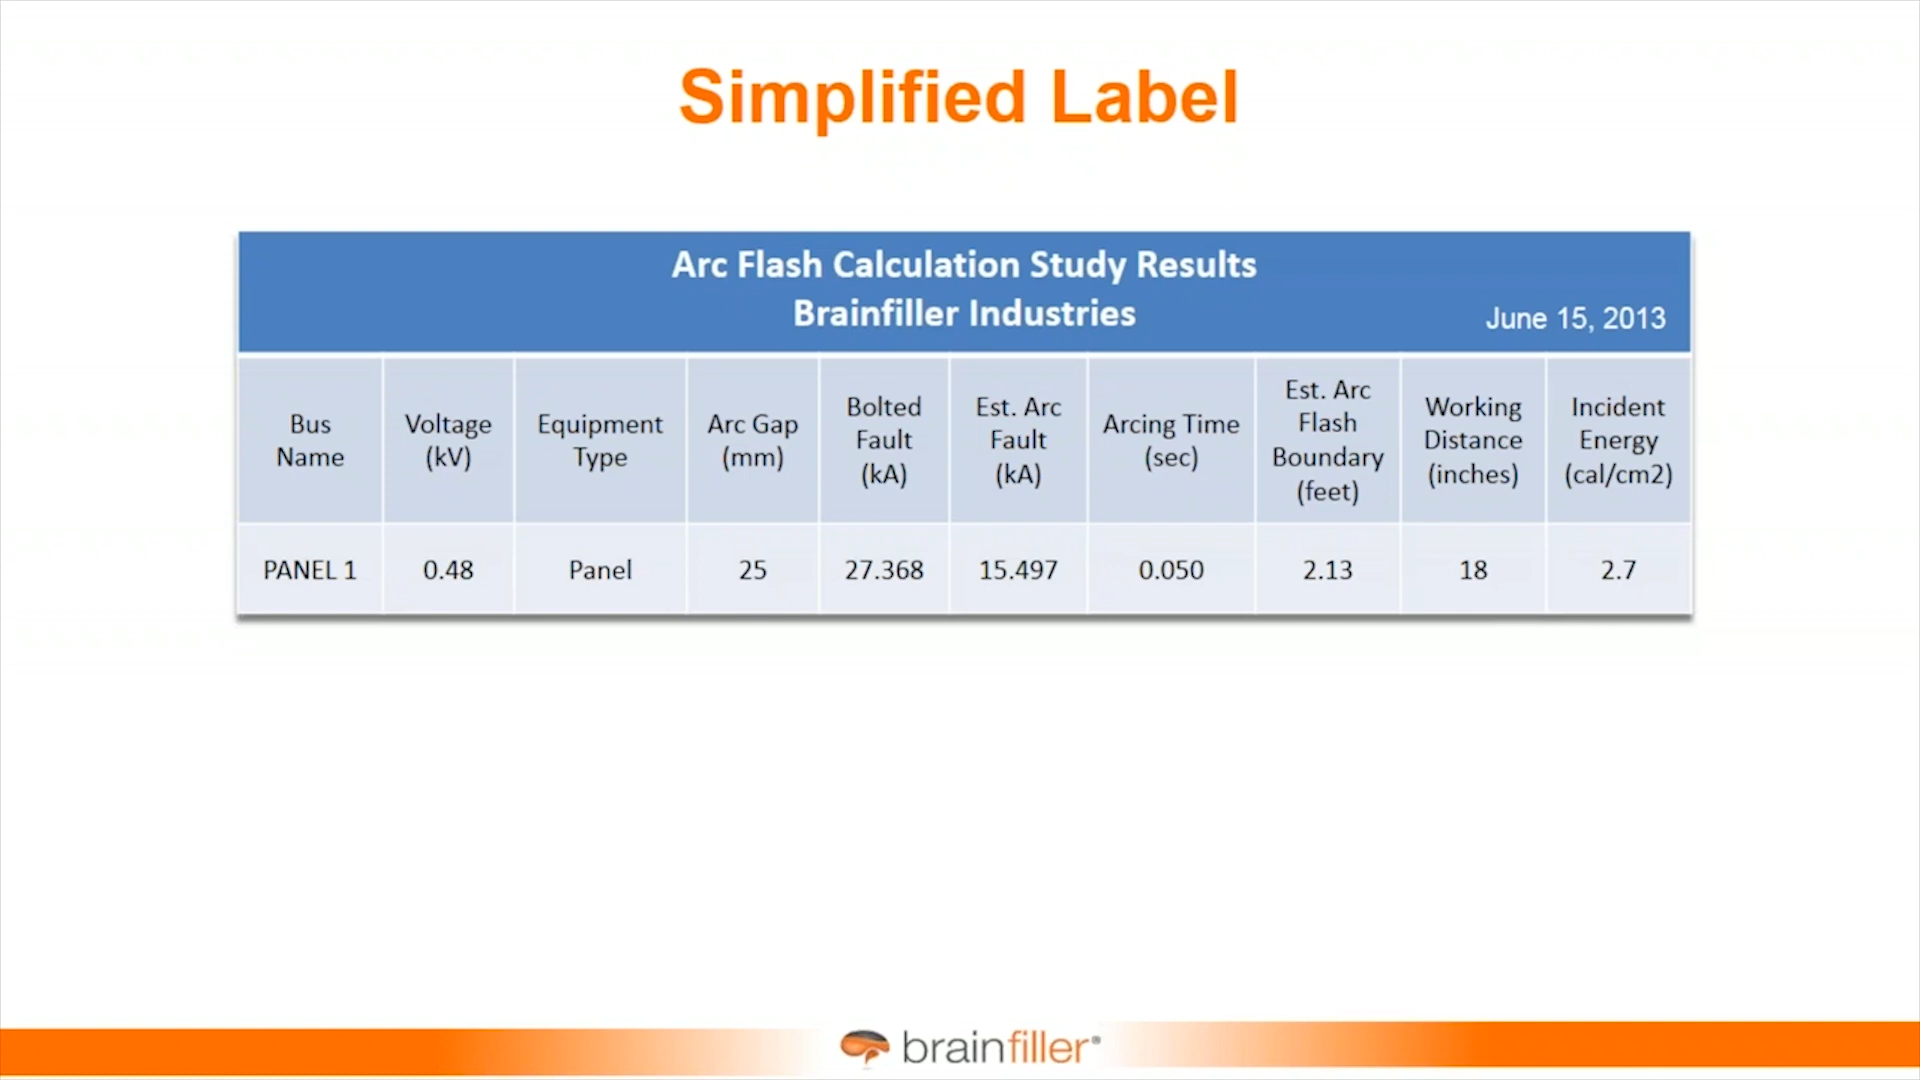 Simplified Label
Arc Flash Calculation Study Results
Brainfiller Industries
June 15, 2013
Bus Name
Voltage (kV)
Equipment Type
Arc Gap (mm)
Bolted Fault (kA)
Est. Arc Fault (kA)
Arcing Time (sec)
Est. Arc Flash Boundary (feet)
Working Distance (inches)
Incident Energy (cal/cm2)
PANEL 1
0.48
Panel
25
27.368
15.497
0.050
2.13
18
2.7
brainfiller®